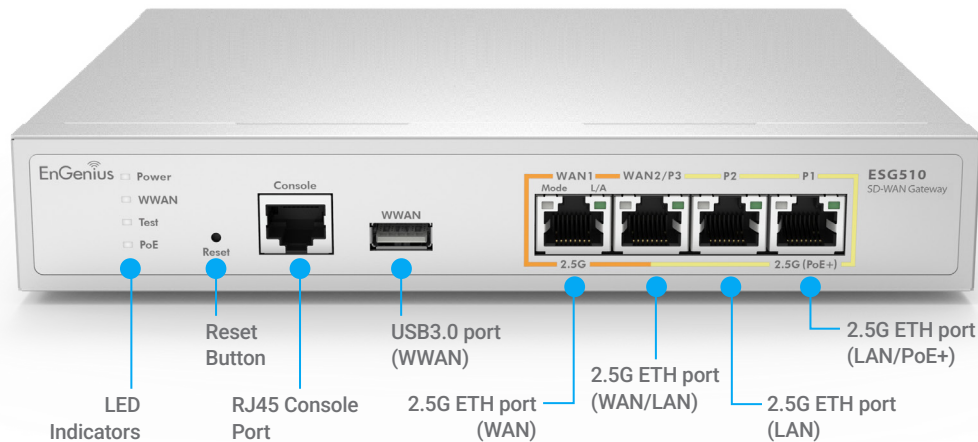 EnGenius
Power
WWAN
Test
PoE
Reset
Console
WWAN
WAN1 WAN2/P3 P2 P1
Mode L/A
2.5G 2.5G (PoE+)
ESG510
SD-WAN Gateway
Reset
Button
USB3.0 port
(WWAN)
2.5G ETH port
(LAN/PoE+)
2.5G ETH port
(WAN/LAN)
LED
Indicators
RJ45 Console
Port
2.5G ETH port
(WAN)
2.5G ETH port
(LAN)